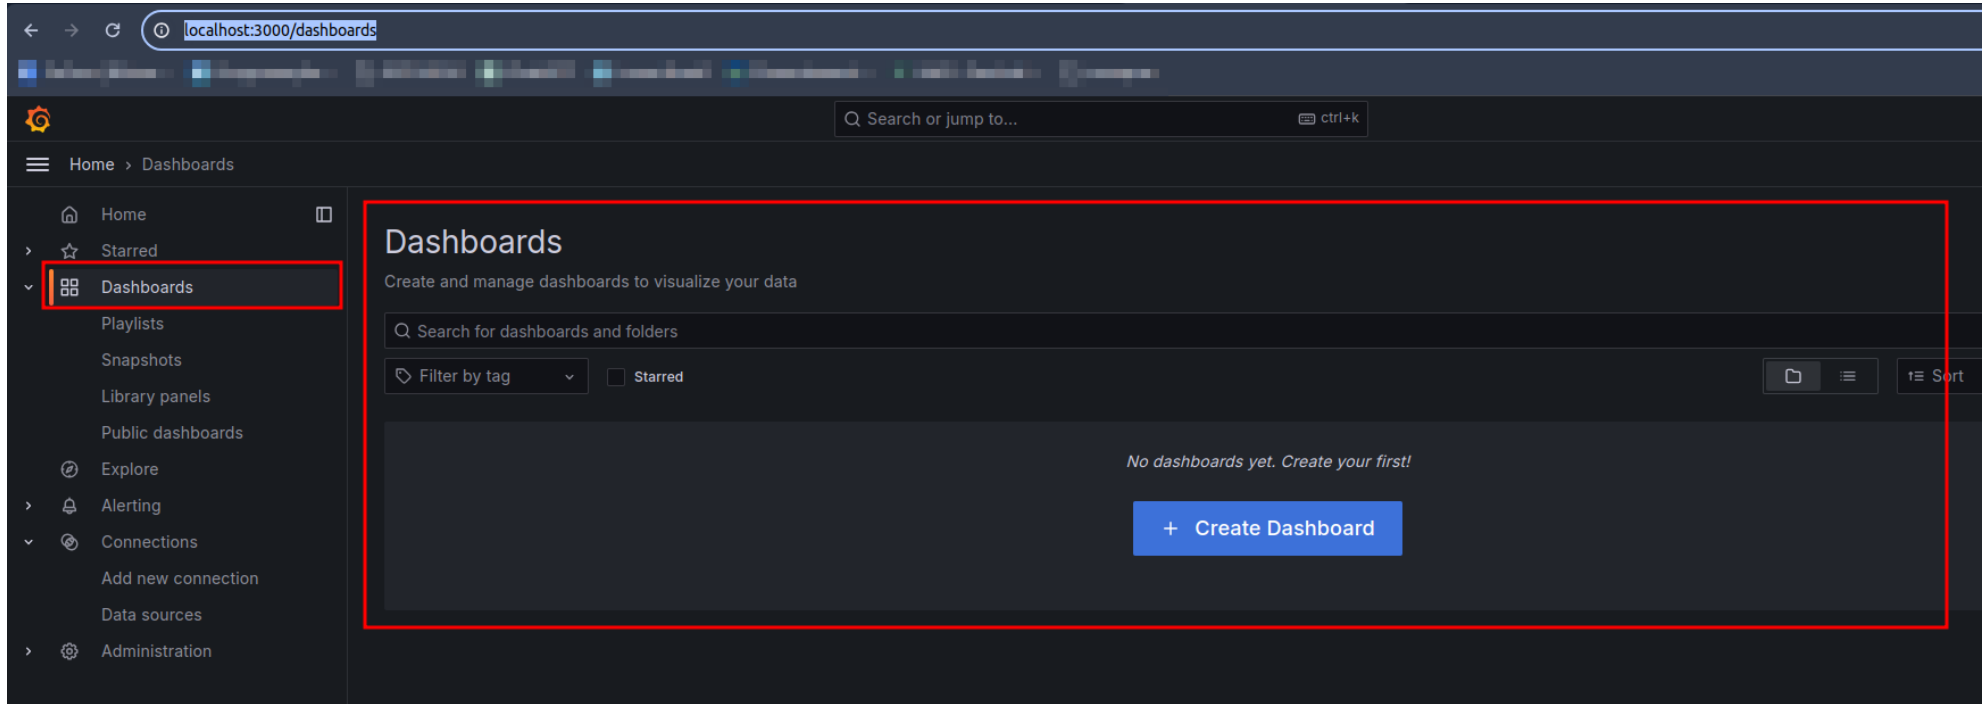 localhost:3000/dashboards
Search or jump to...
ctrl+k
Home › Dashboards
Home
Starred
Dashboards
Playlists
Snapshots
Library panels
Public dashboards
Explore
Alerting
Connections
Add new connection
Data sources
Administration
Dashboards
Create and manage dashboards to visualize your data
Search for dashboards and folders
Filter by tag
Starred
Sort
No dashboards yet. Create your first!
+ Create Dashboard